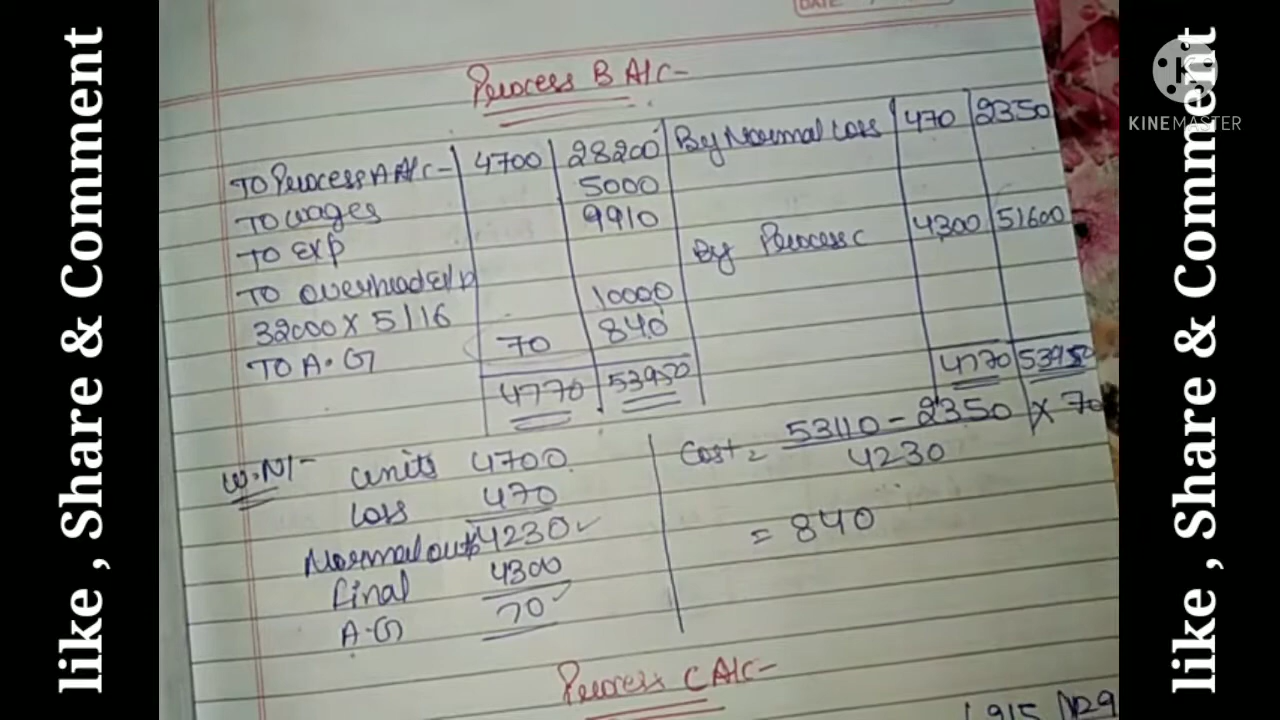 DATE
KINEMASTER
like , Share & Comment
Process B A/c-
To Process A A/c- 4700 28200 By Normal Loss 470 2350
To wages 5000
To Exp 9910 By Process C 4300 51600
To overhead Exp
32000 X 5/16 10000
To A.G 70 840
4770 53950 4770 53950
W.N/- units 4700
Loss 470
Normal out 4230
final 4300
A.G 70
Cost = 53110 - 2350 X 70
4230
= 840
Process C A/c-
like , Share & Comment